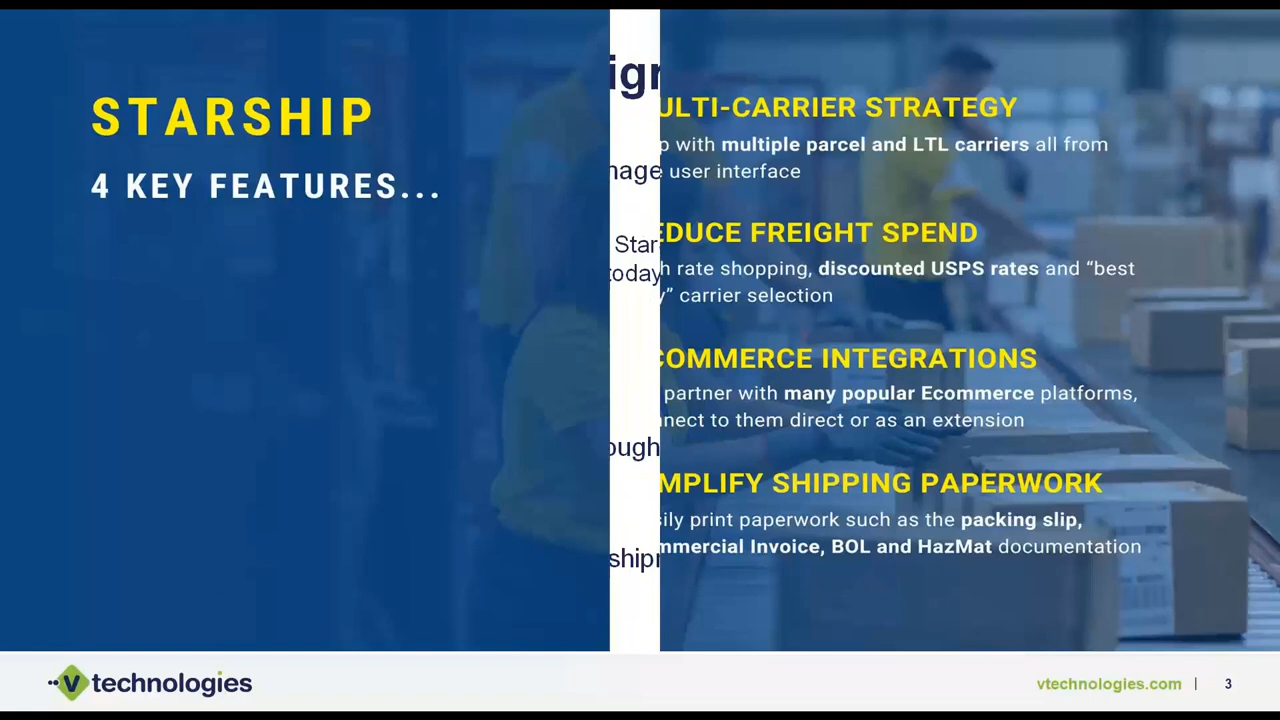 STARSHIP
4 KEY FEATURES...
ULTI-CARRIER STRATEGY
p with multiple parcel and LTL carriers all from
user interface
EDUCE FREIGHT SPEND
h rate shopping, discounted USPS rates and “best
y” carrier selection
COMMERCE INTEGRATIONS
partner with many popular Ecommerce platforms,
nnect to them direct or as an extension
MPLIFY SHIPPING PAPERWORK
sily print paperwork such as the packing slip,
mmercial Invoice, BOL and HazMat documentation
ign
nage
Star
today
ough
ship
V technologies
vtechnologies.com | 3